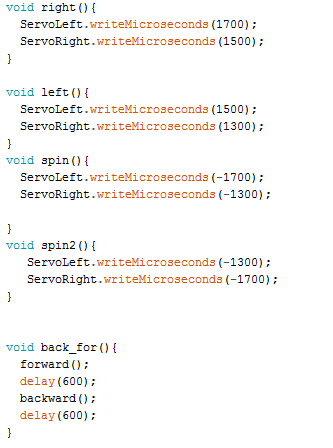 void right(){
  ServoLeft.writeMicroseconds(1700);
  ServoRight.writeMicroseconds(1500);
}

void left(){
  ServoLeft.writeMicroseconds(1500);
  ServoRight.writeMicroseconds(1300);
}
void spin(){
  ServoLeft.writeMicroseconds(-1700);
  ServoRight.writeMicroseconds(-1300);

}
void spin2(){
   ServoLeft.writeMicroseconds(-1300);
   ServoRight.writeMicroseconds(-1700);
}


void back_for(){
  forward();
  delay(600);
  backward();
  delay(600);
}